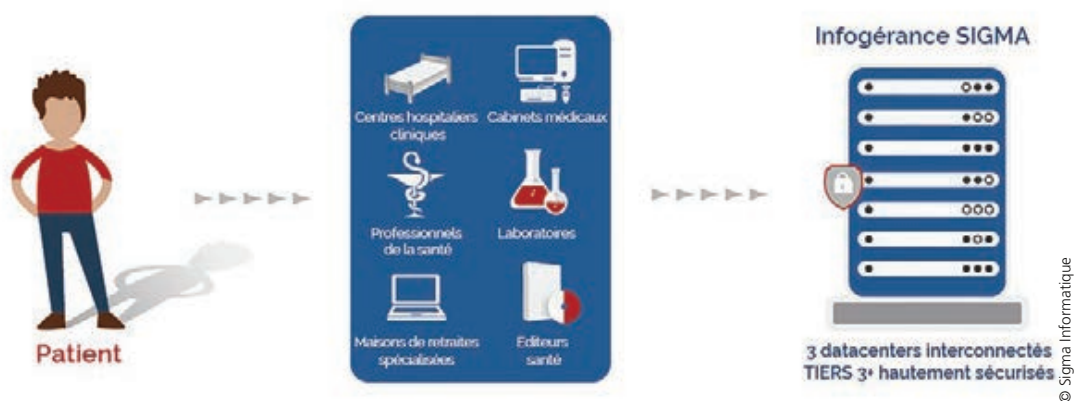 Patient
Centres hospitaliers
cliniques
Cabinets médicaux
Professionnels
de la santé
Laboratoires
Maisons de retraites
spécialisées
Editeurs
santé
Infogérance SIGMA
3 datacenters interconnectés
TIERS 3+ hautement sécurisés
© Sigma Informatique